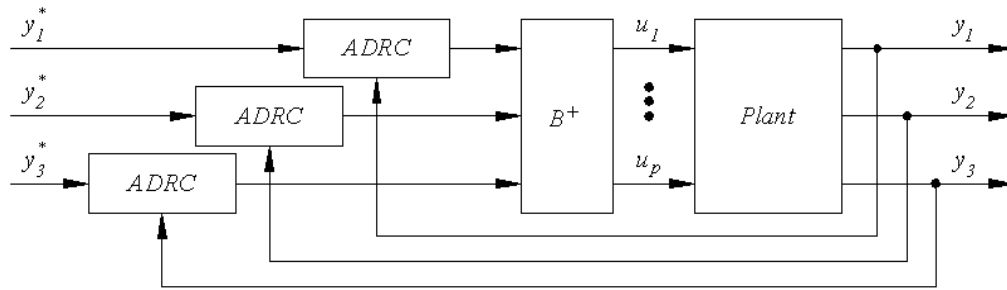 y₁* ADRC u₁ y₁
y₂* ADRC B⁺ Plant y₂
y₃* ADRC uₚ y₃